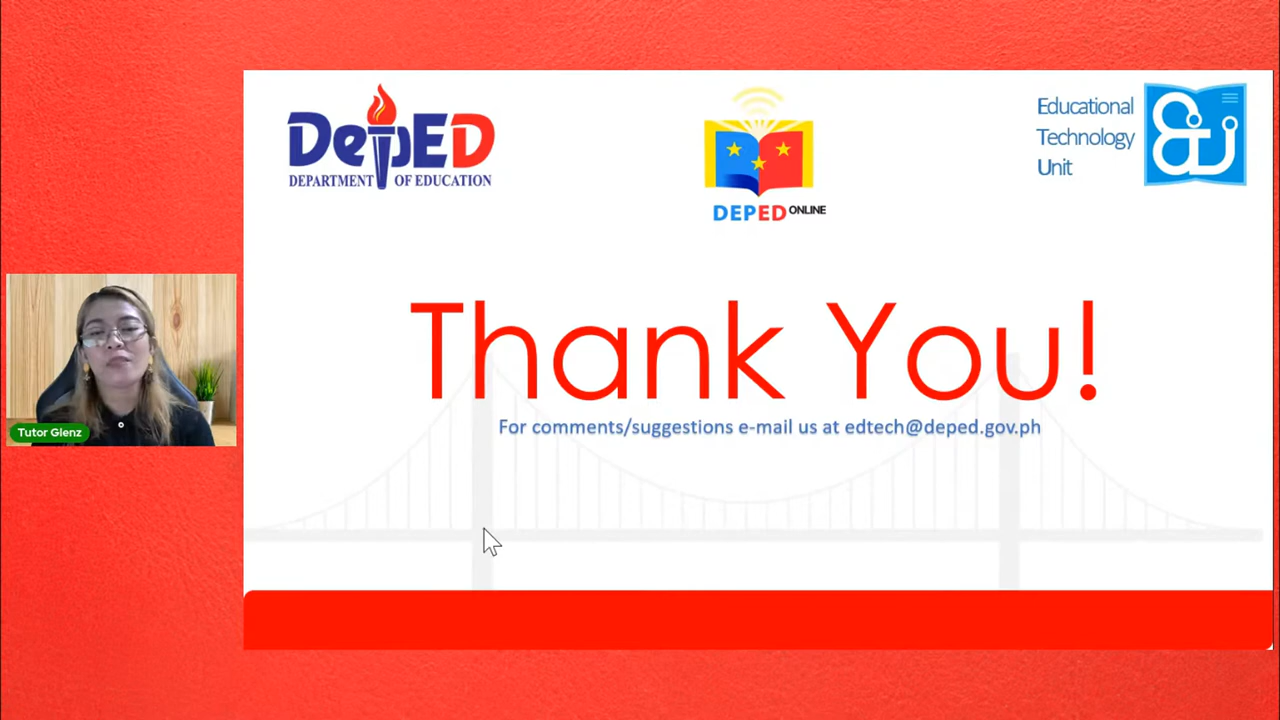 DepED
DEPARTMENT OF EDUCATION
DEPED ONLINE
Educational
Technology
Unit
Thank You!
For comments/suggestions e-mail us at edtech@deped.gov.ph
Tutor Glenz